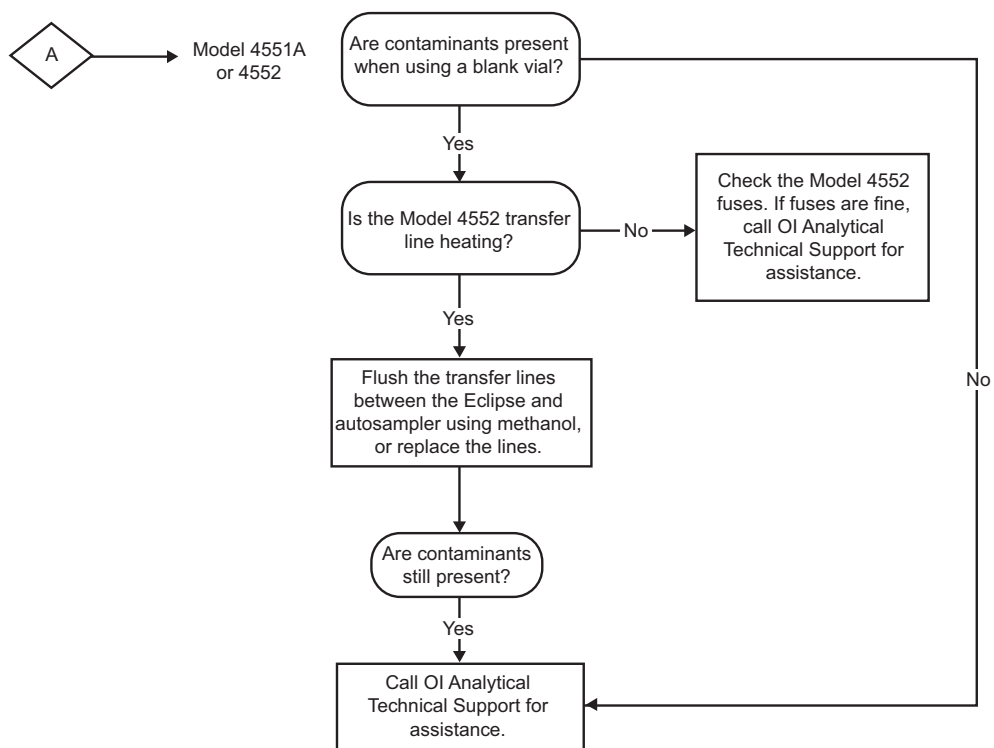 A
Model 4551A
or 4552
Are contaminants present
when using a blank vial?
Yes
Is the Model 4552 transfer
line heating?
No
Check the Model 4552
fuses. If fuses are fine,
call OI Analytical
Technical Support for
assistance.
Yes
No
Flush the transfer lines
between the Eclipse and
autosampler using methanol,
or replace the lines.
Are contaminants
still present?
Yes
Call OI Analytical
Technical Support for
assistance.